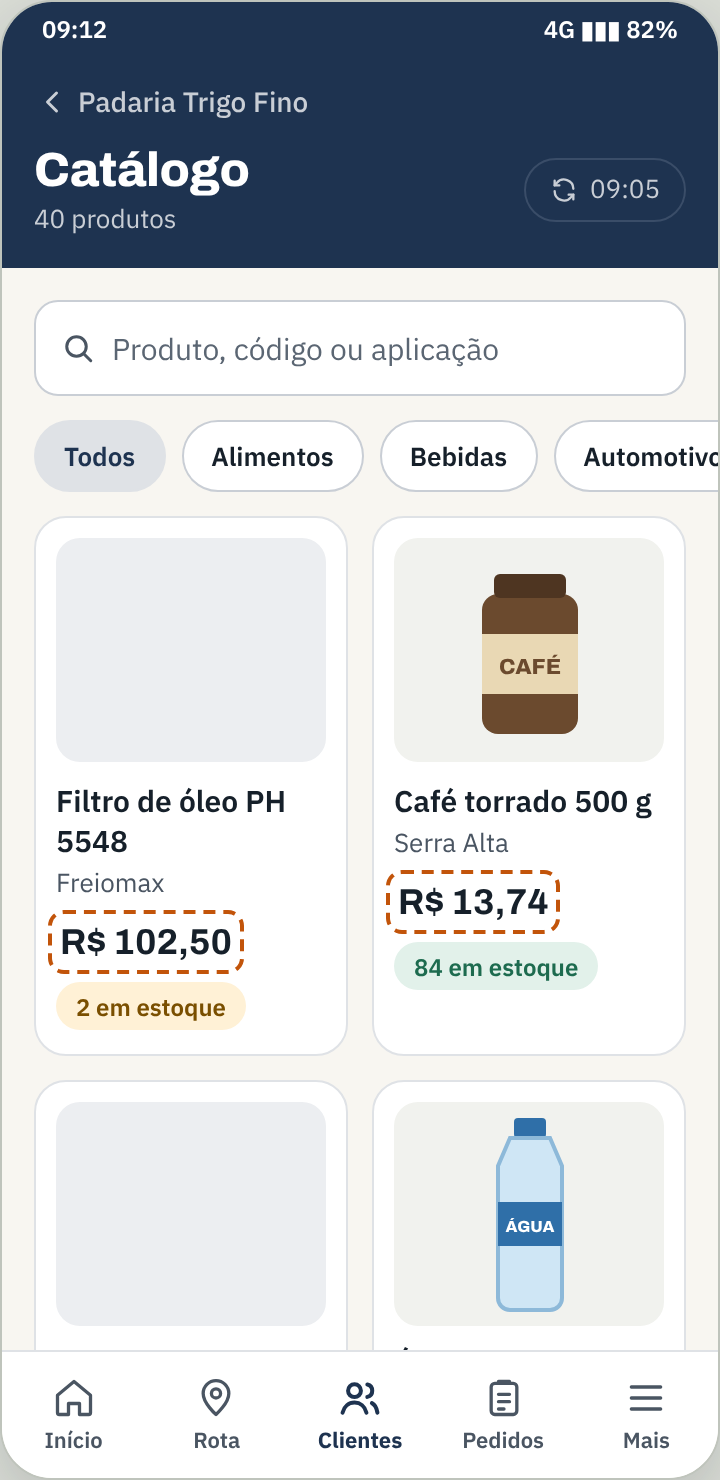 09:12
4G 82%
Padaria Trigo Fino
Catálogo
40 produtos
09:05
Produto, código ou aplicação
Todos
Alimentos
Bebidas
Automotivo
CAFÉ
Filtro de óleo PH
5548
Freiomax
R$ 102,50
2 em estoque
Café torrado 500 g
Serra Alta
R$ 13,74
84 em estoque
ÁGUA
Início
Rota
Clientes
Pedidos
Mais